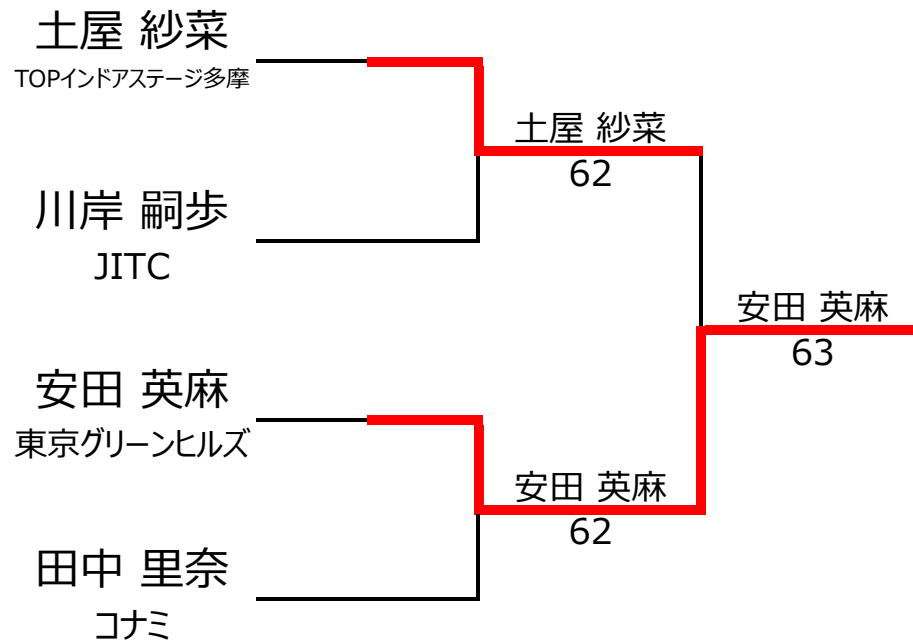 土屋 紗菜
TOPインドアステージ多摩
土屋 紗菜
62
川岸 嗣歩
JITC
安田 英麻
63
安田 英麻
東京グリーンヒルズ
安田 英麻
62
田中 里奈
コナミ